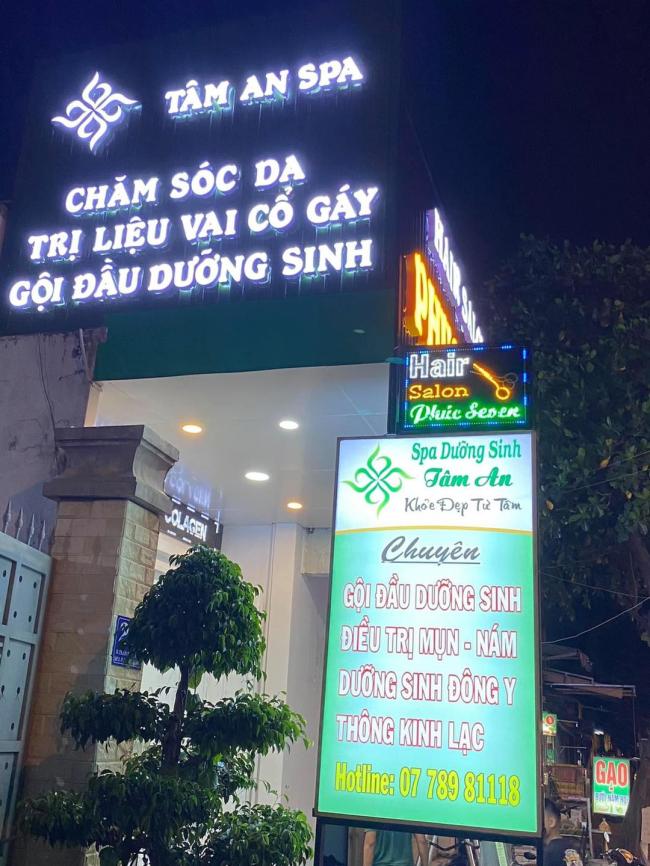 TÂM AN SPA
CHĂM SÓC DA
TRỊ LIỆU VAI CỔ GÁY
GỘI ĐẦU DƯỠNG SINH
HAIR
Hair
Salon
Phúc Seven
Spa Dưỡng Sinh
Tâm An
Khỏe Đẹp Từ Tâm
Chuyên
GỘI ĐẦU DƯỠNG SINH
ĐIỀU TRỊ MỤN - NÁM
DƯỠNG SINH ĐÔNG Y
THÔNG KINH LẠC
Hotline: 07 789 81118
COLAGEN
GẠO